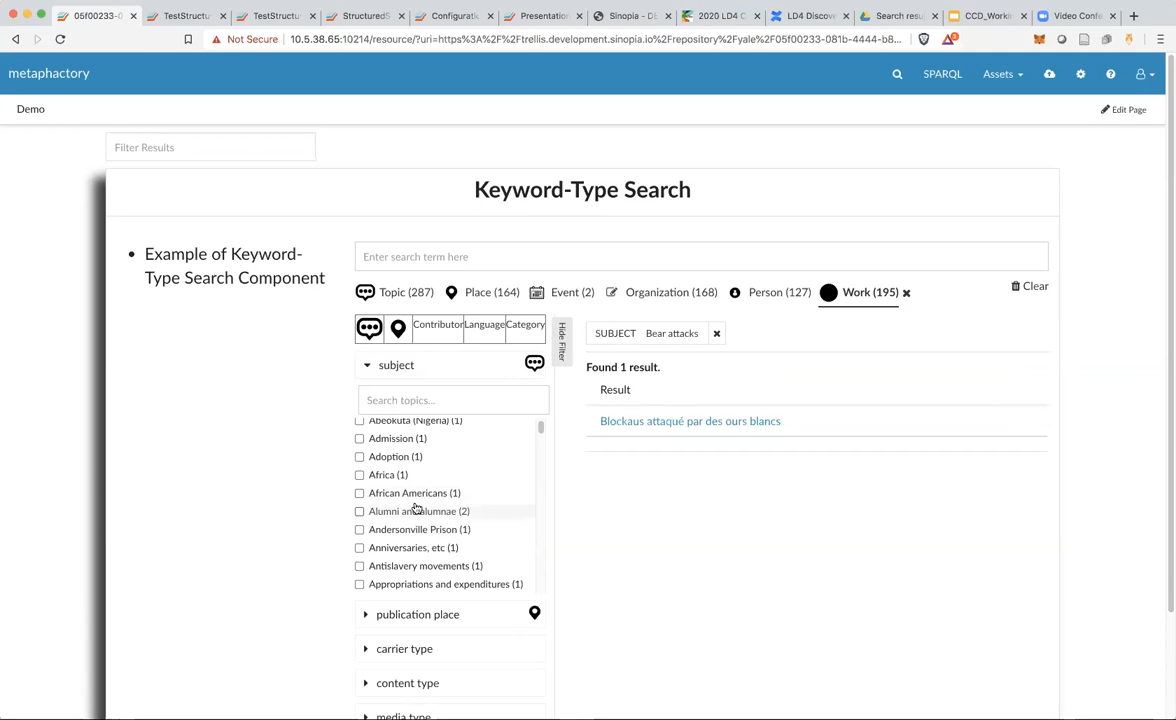 05f00233-0
TestStructu
TestStructu
StructuredS
Configuratio
Presentation
Sinopia - DE
2020 LD4 C
LD4 Discov
Search resu
CCD_Workin
Video Confe
Not Secure
10.5.38.65:10214/resource/?uri=https%3A%2F%2Ftrellis.development.sinopia.io%2Frepository%2Fyale%2F05f00233-081b-4444-b8...
metaphactory
SPARQL
Assets
Demo
Edit Page
Filter Results
Keyword-Type Search
Example of Keyword-
Type Search Component
Enter search term here
Topic (287)
Place (164)
Event (2)
Organization (168)
Person (127)
Work (195)
Clear
Contributor
Language
Category
Hide Filter
SUBJECT Bear attacks
subject
Found 1 result.
Result
Search topics...
Blockaus attaqué par des ours blancs
Abeokuta (Nigeria) (1)
Admission (1)
Adoption (1)
Africa (1)
African Americans (1)
Alumni and alumnae (2)
Andersonville Prison (1)
Anniversaries, etc (1)
Antislavery movements (1)
Appropriations and expenditures (1)
publication place
carrier type
content type
media type